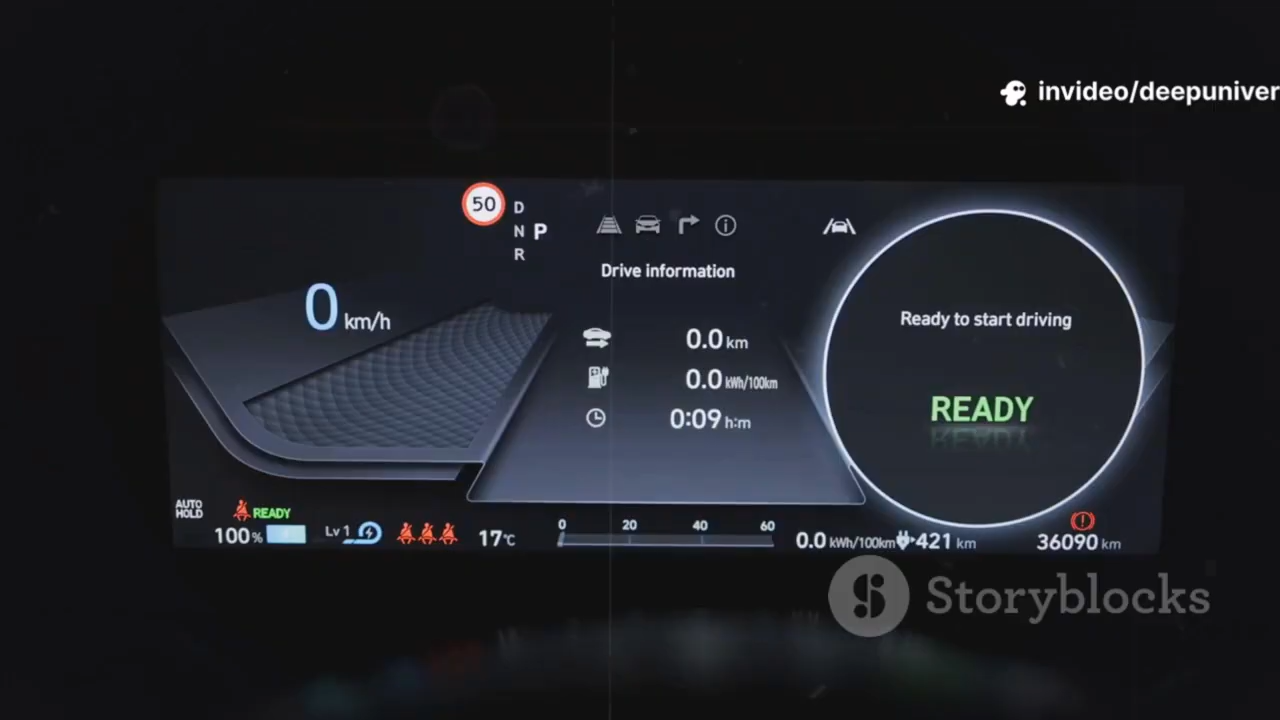 invideo/deepuniver
50
D
N P
R
Drive information
0 km/h
0.0 km
0.0 kWh/100km
0:09 h:m
Ready to start driving
READY
AUTO HOLD
READY
100 %
Lv 1
17°C
0 20 40 60
0.0 kWh/100km
421 km
36090 km
Storyblocks